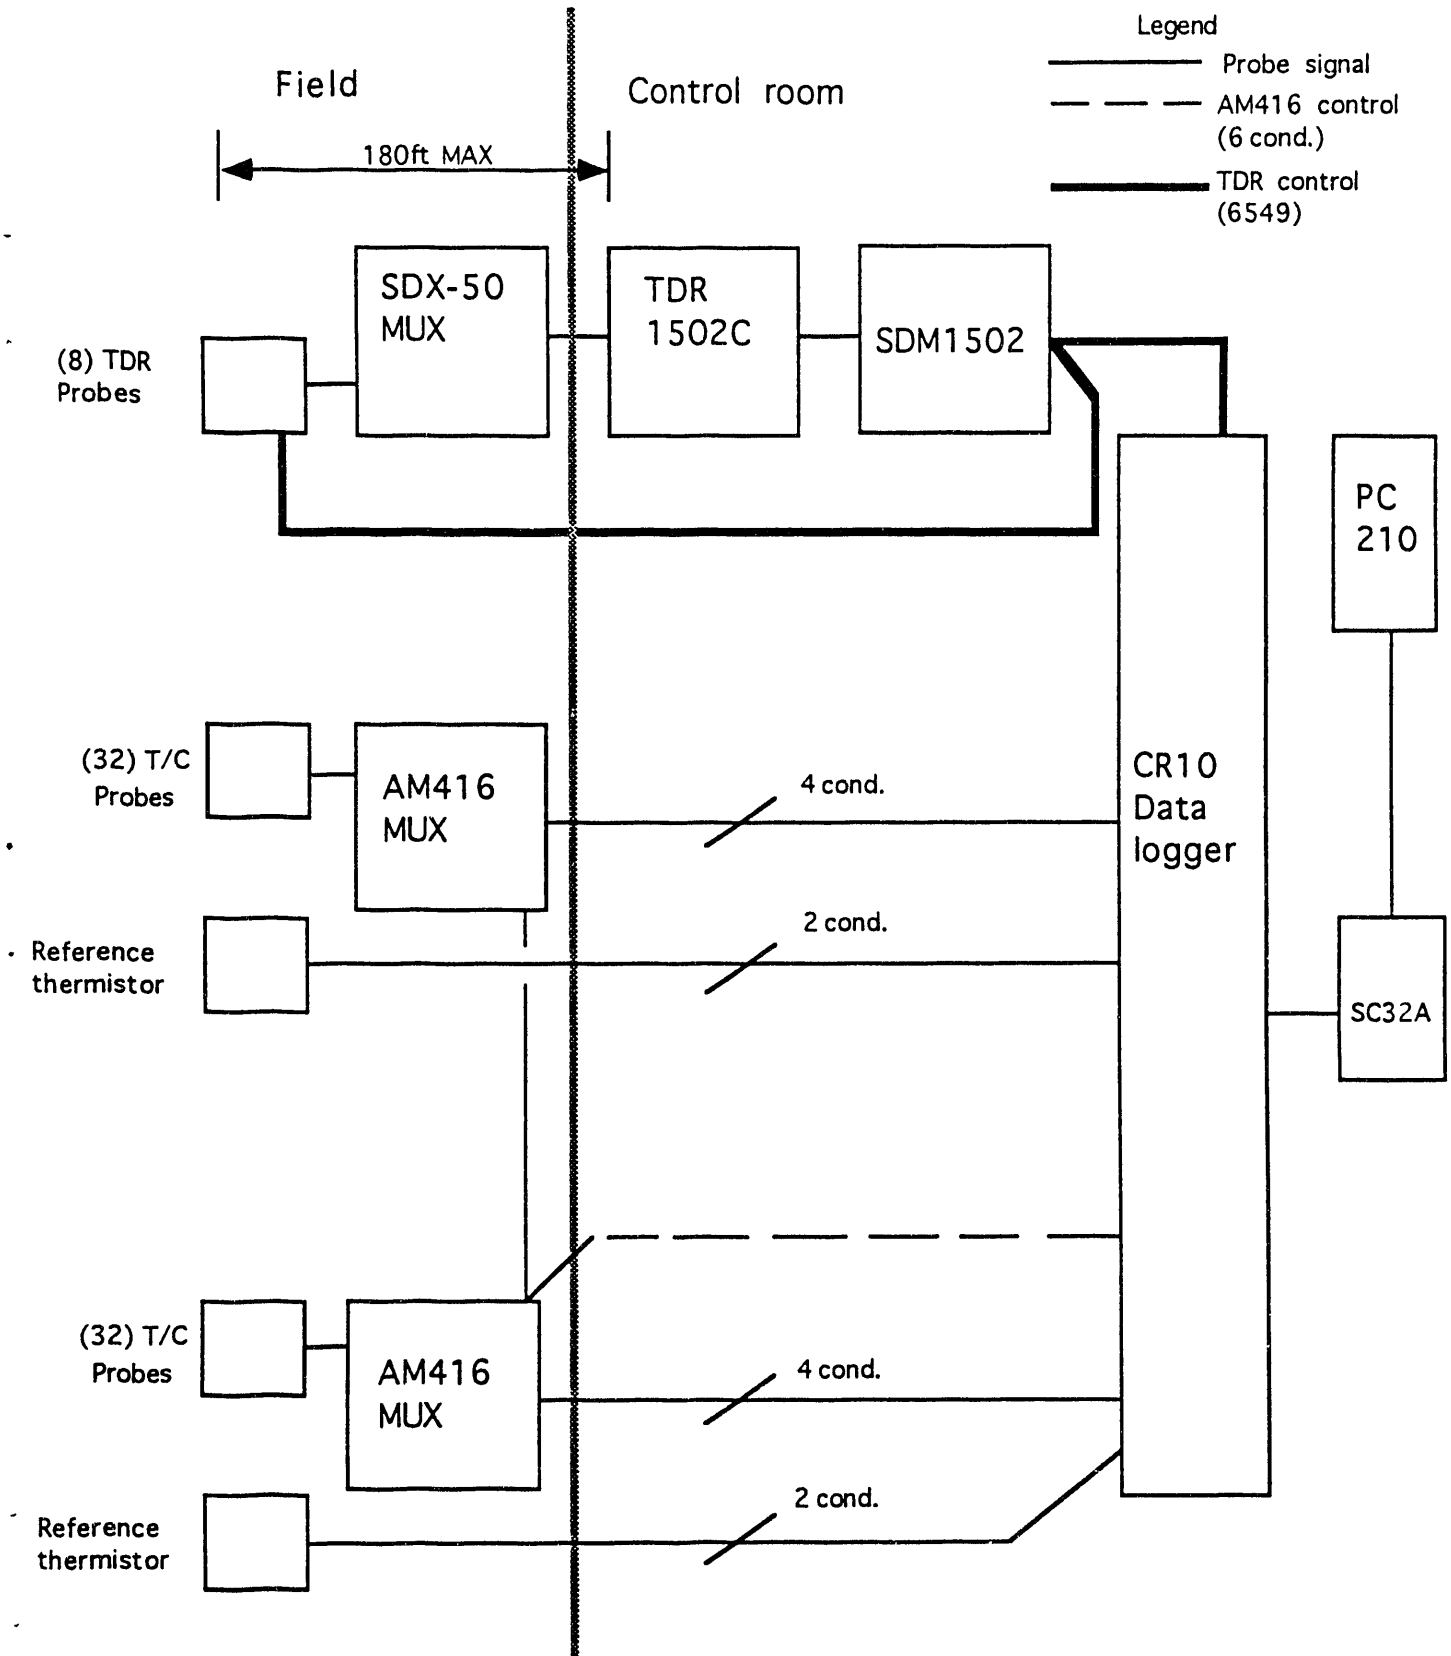 Legend
Probe signal
AM416 control
(6 cond.)
TDR control
(6549)
Field
Control room
180ft MAX
SDX-50
MUX
TDR
1502C
SDM1502
(8) TDR
Probes
PC
210
(32) T/C
Probes
AM416
MUX
4 cond.
CR10
Data
logger
2 cond.
Reference
thermistor
SC32A
(32) T/C
Probes
AM416
MUX
4 cond.
2 cond.
Reference
thermistor